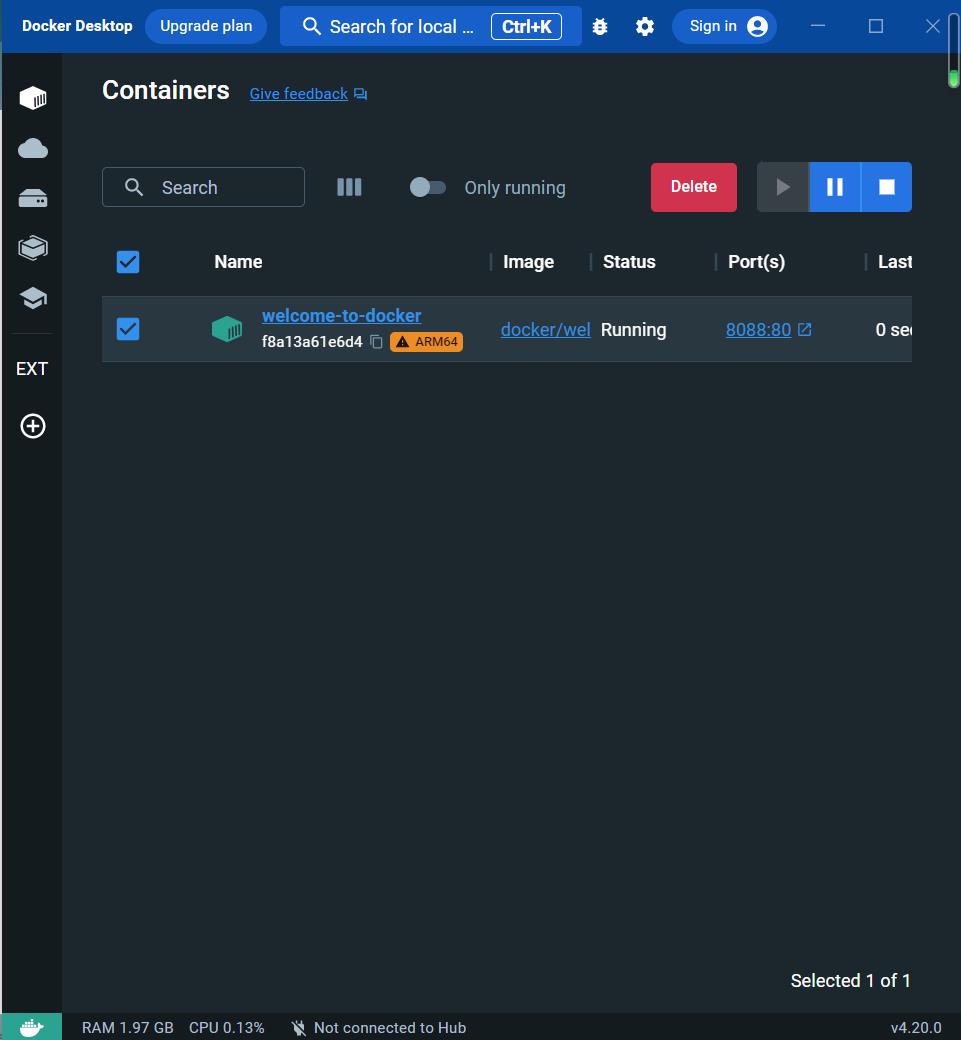 Docker Desktop Upgrade plan Search for local ... Ctrl+K Sign in
Containers Give feedback
Search Only running Delete
Name Image Status Port(s) Last
welcome-to-docker
f8a13a61e6d4 ARM64 docker/wel Running 8088:80 0 sec
EXT
Selected 1 of 1
RAM 1.97 GB CPU 0.13% Not connected to Hub v4.20.0